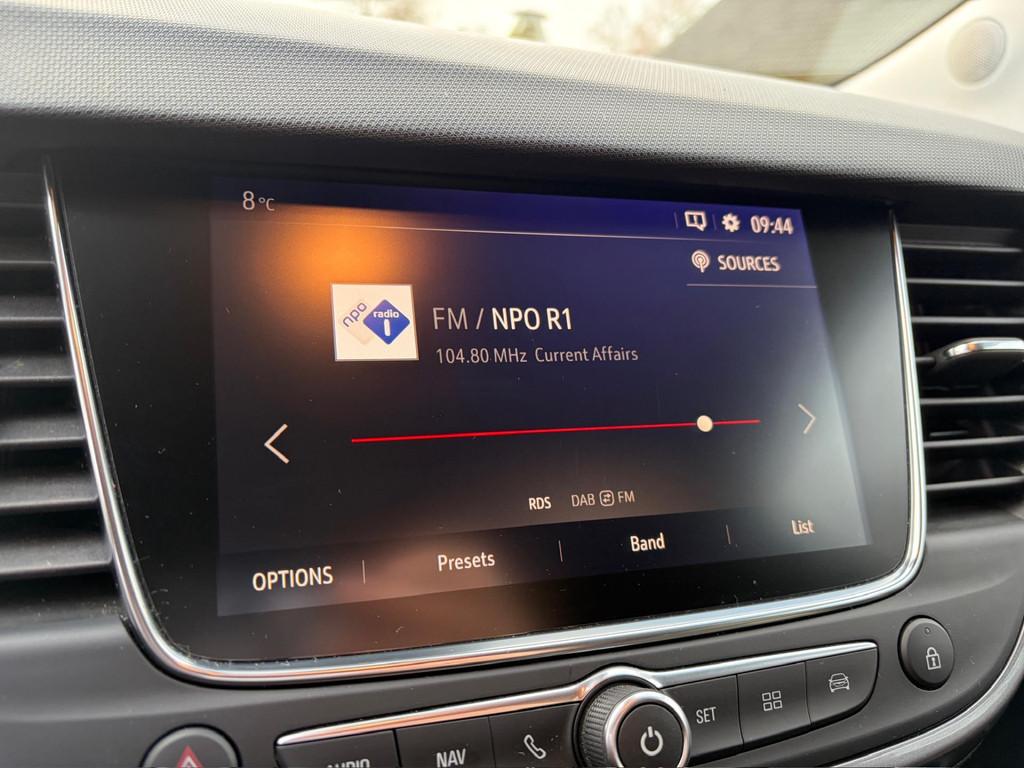 8°C
09:44
SOURCES
npo radio 1
FM / NPO R1
104.80 MHz Current Affairs
RDS DAB FM
OPTIONS Presets Band List
AUDIO NAV SET